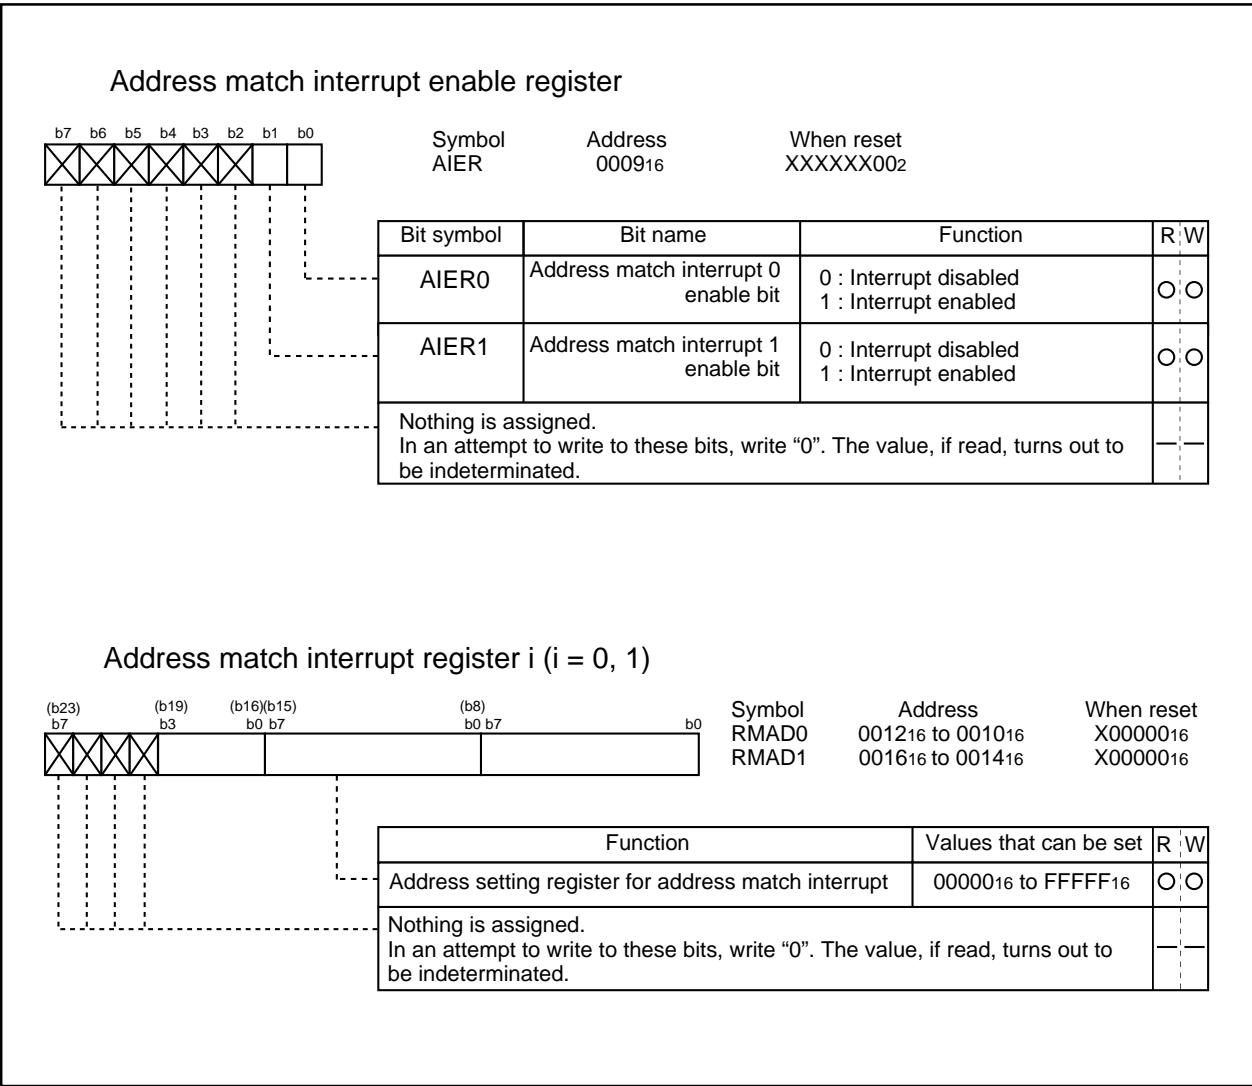 Address match interrupt enable register
b7 b6 b5 b4 b3 b2 b1 b0
Symbol Address When reset
AIER 000916 XXXXXX002
Bit symbol Bit name Function R W
AIER0 Address match interrupt 0 enable bit 0 : Interrupt disabled
1 : Interrupt enabled
AIER1 Address match interrupt 1 enable bit 0 : Interrupt disabled
1 : Interrupt enabled
Nothing is assigned.
In an attempt to write to these bits, write “0”. The value, if read, turns out to
be indeterminated.
Address match interrupt register i (i = 0, 1)
(b23) (b19) (b16)(b15) (b8)
b7 b3 b0 b7 b0 b7 b0
Symbol Address When reset
RMAD0 001216 to 001016 X0000016
RMAD1 001616 to 001416 X0000016
Function Values that can be set R W
Address setting register for address match interrupt 0000016 to FFFFF16
Nothing is assigned.
In an attempt to write to these bits, write “0”. The value, if read, turns out to
be indeterminated.